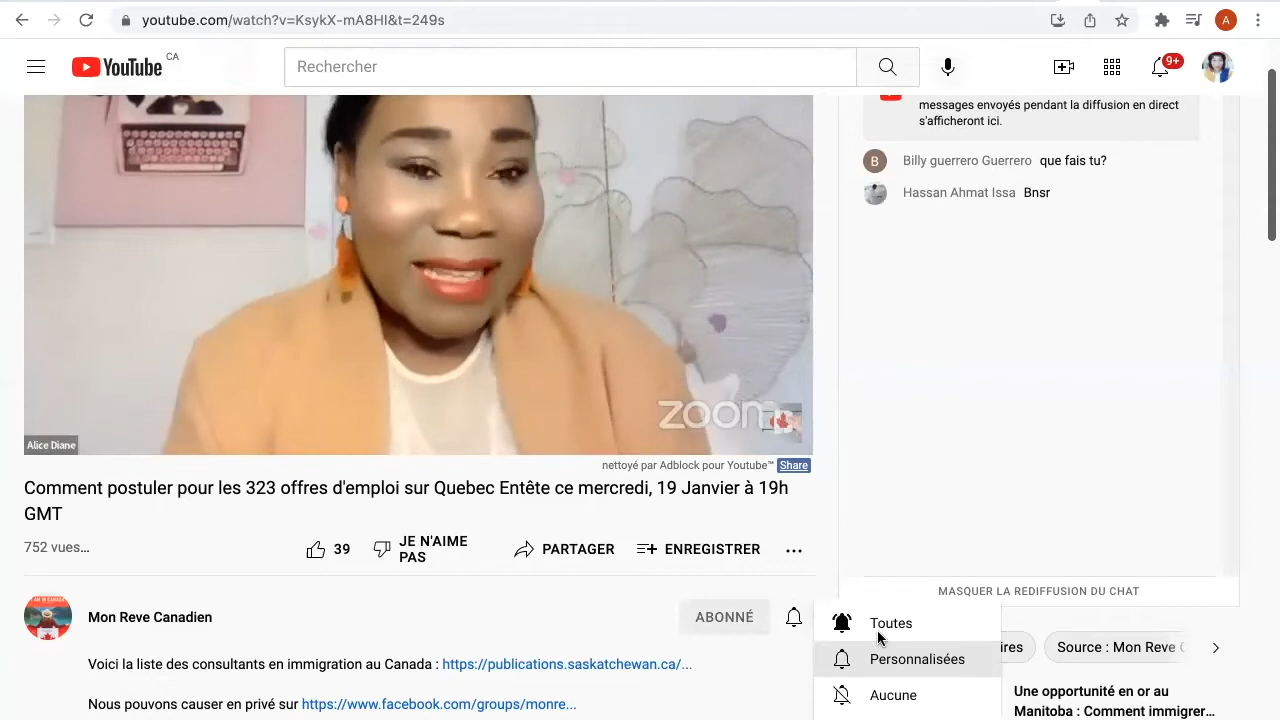 youtube.com/watch?v=KsykX-mA8HI&t=249s
A
YouTube CA
Rechercher
9+
messages envoyés pendant la diffusion en direct
s'afficheront ici.
B Billy guerrero Guerrero que fais tu?
Hassan Ahmat Issa Bnsr
zoom
Alice Diane
nettoyé par Adblock pour Youtube™ Share
Comment postuler pour les 323 offres d'emploi sur Quebec Entête ce mercredi, 19 Janvier à 19h
GMT
752 vues...
39
JE N'AIME
PAS
PARTAGER
ENREGISTRER
MASQUER LA REDIFFUSION DU CHAT
Mon Reve Canadien
ABONNÉ
Toutes
Personnalisées
Aucune
ires
Source : Mon Reve C
Voici la liste des consultants en immigration au Canada : https://publications.saskatchewan.ca/...
Nous pouvons causer en privé sur https://www.facebook.com/groups/monre...
Une opportunité en or au
Manitoba : Comment immigrer...